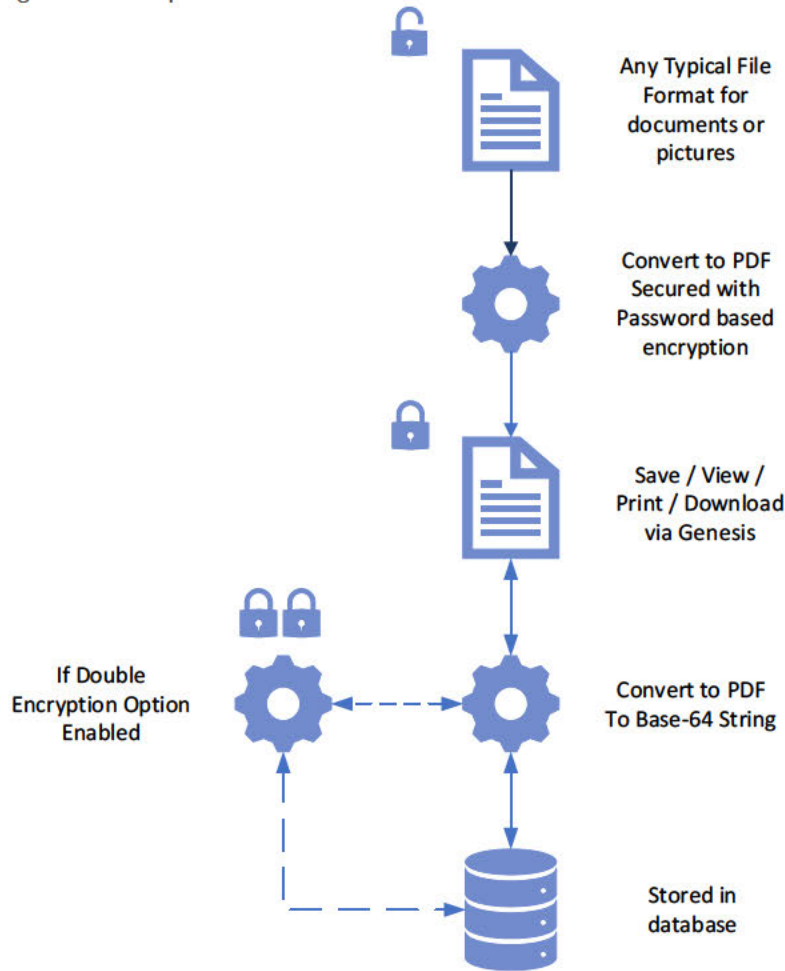 Any Typical File
Format for
documents or
pictures
Convert to PDF
Secured with
Password based
encryption
Save / View /
Print / Download
via Genesis
If Double
Encryption Option
Enabled
Convert to PDF
To Base-64 String
Stored in
database